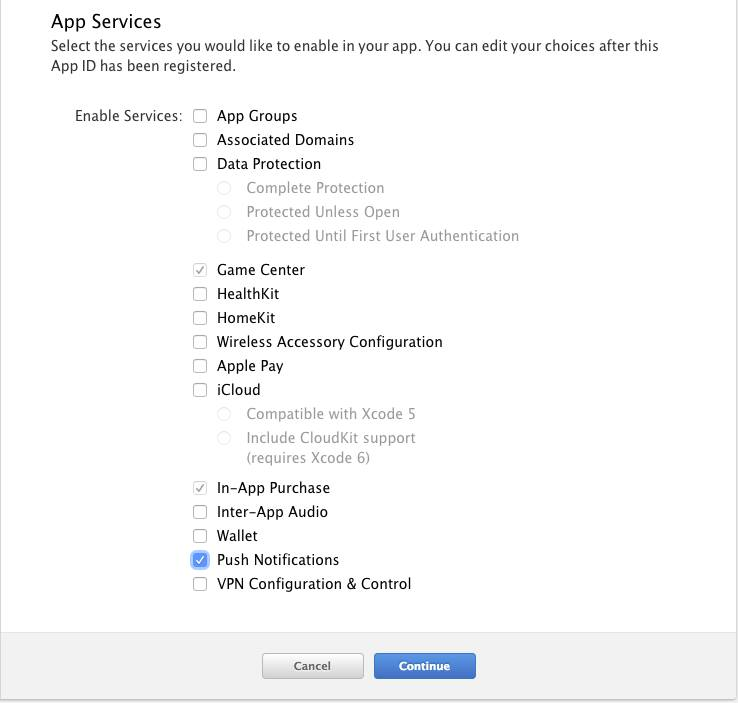 App Services
Select the services you would like to enable in your app. You can edit your choices after this
App ID has been registered.
Enable Services:
App Groups
Associated Domains
Data Protection
Complete Protection
Protected Unless Open
Protected Until First User Authentication
Game Center
HealthKit
HomeKit
Wireless Accessory Configuration
Apple Pay
iCloud
Compatible with Xcode 5
Include CloudKit support
(requires Xcode 6)
In-App Purchase
Inter-App Audio
Wallet
Push Notifications
VPN Configuration & Control
Cancel
Continue